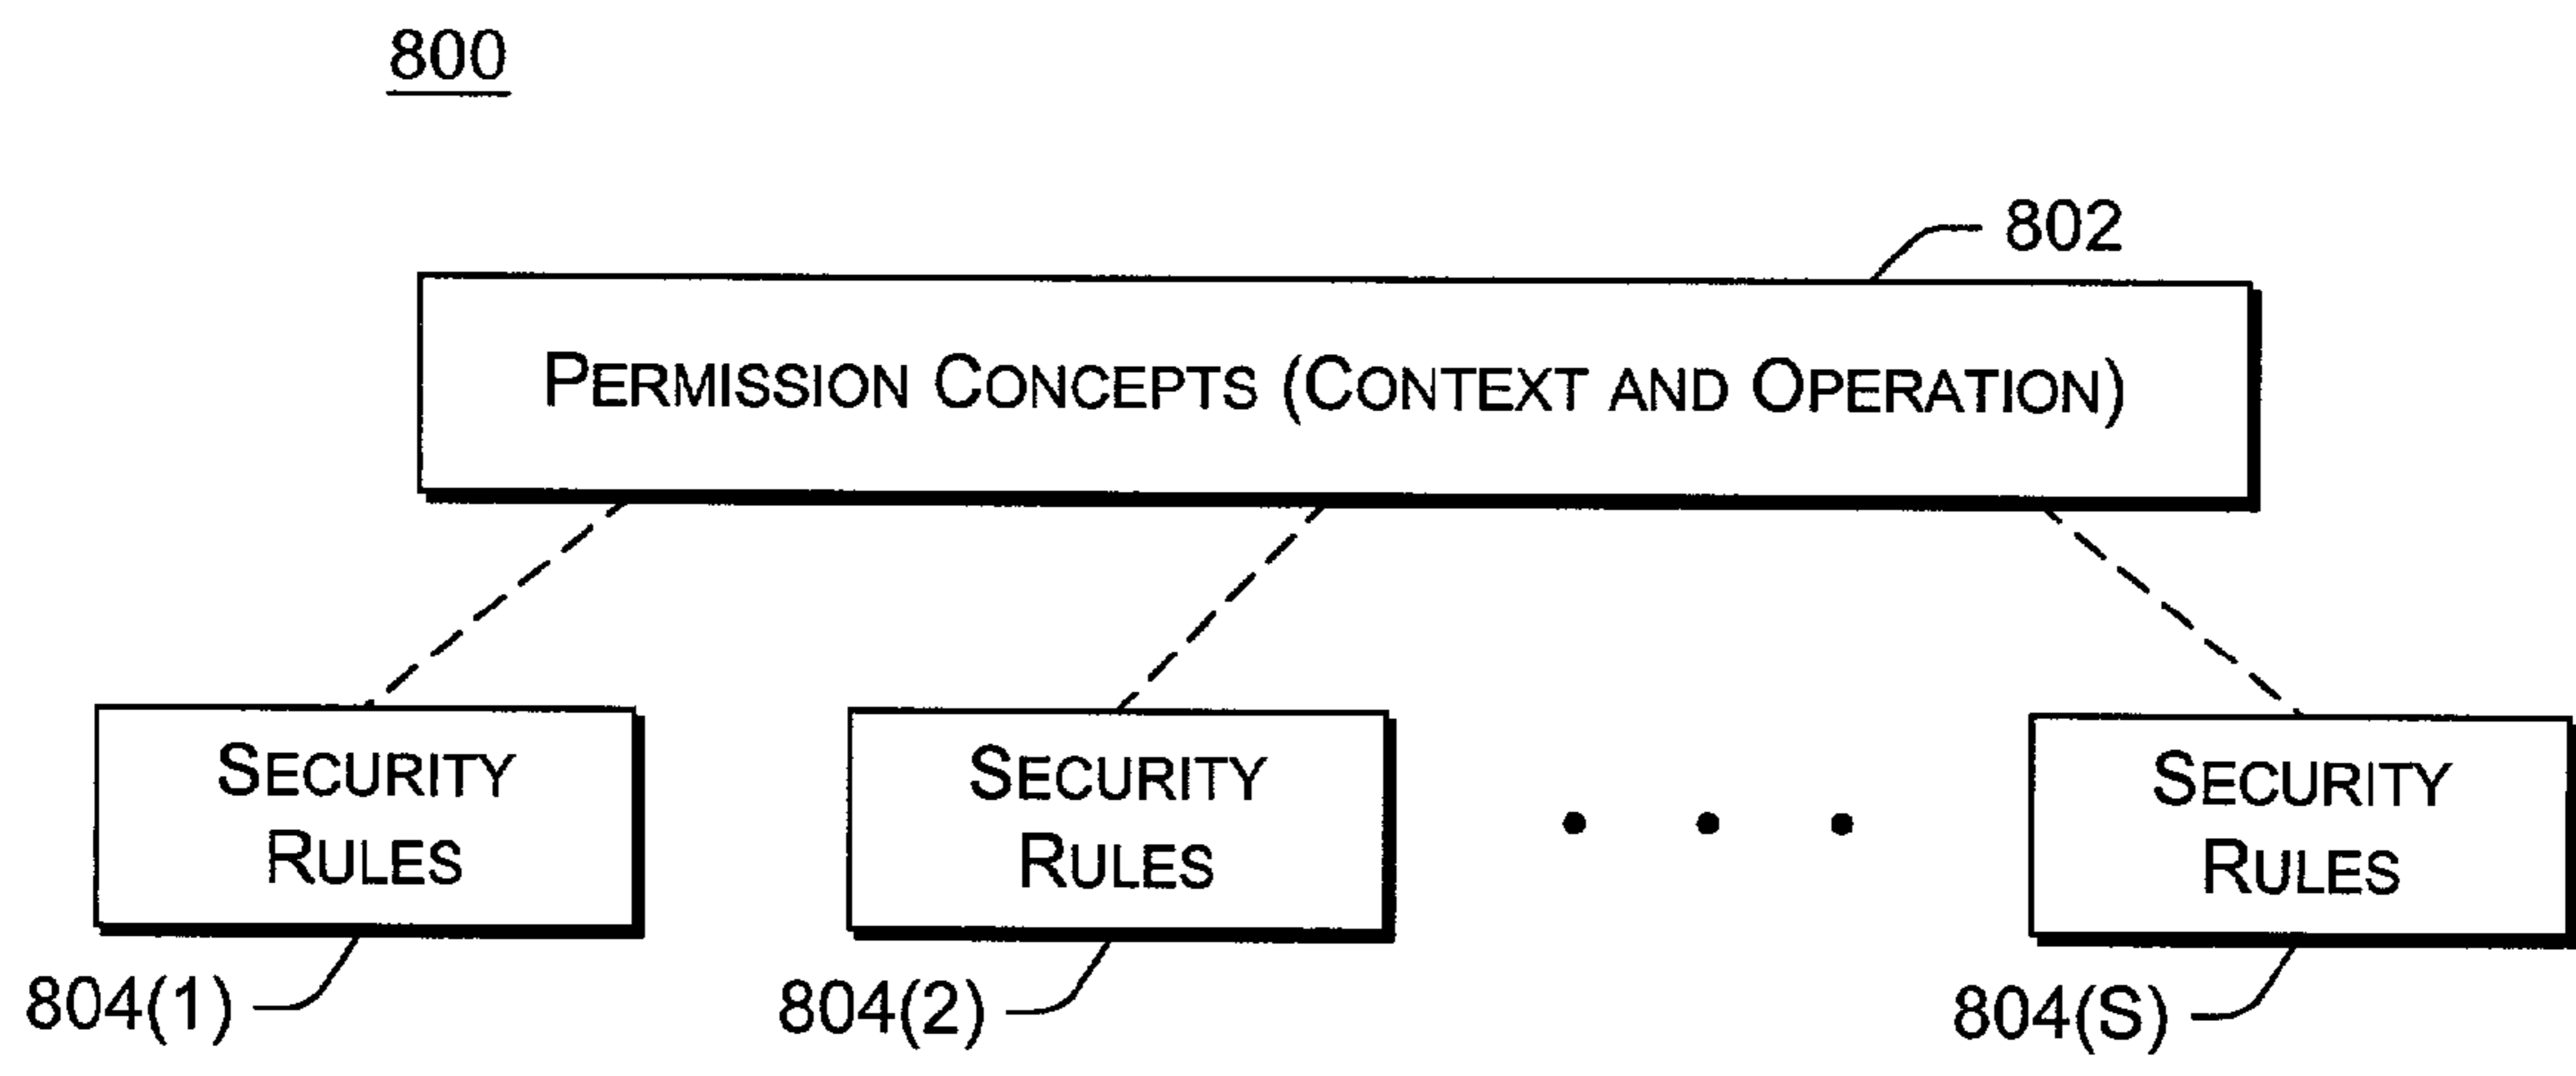 800
802
PERMISSION CONCEPTS (CONTEXT AND OPERATION)
SECURITY
RULES
SECURITY
RULES
SECURITY
RULES
804(1)
804(2)
804(S)